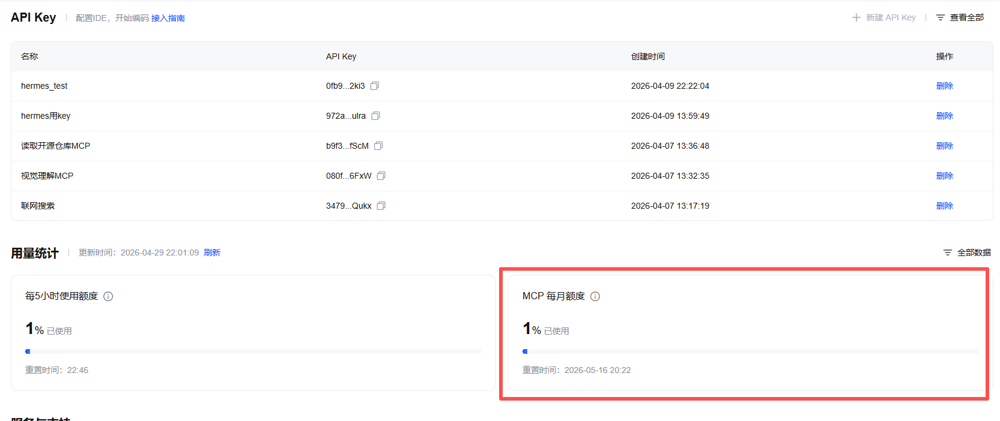 API Key 配置IDE，开始编码 接入指南 新建 API Key 查看全部
名称 API Key 创建时间 操作
hermes_test 0fb9...2ki3 2026-04-09 22:22:04 删除
hermes用key 972a...ulra 2026-04-09 13:59:49 删除
读取开源仓库MCP b9f3...fScM 2026-04-07 13:36:48 删除
视觉理解MCP 080f...6FxW 2026-04-07 13:32:35 删除
联网搜索 3479...Qukx 2026-04-07 13:17:19 删除
用量统计 更新时间：2026-04-29 22:01:09 刷新 全部数据
每5小时使用额度
1% 已使用
重置时间：22:46
MCP 每月额度
1% 已使用
重置时间：2026-05-16 20:22